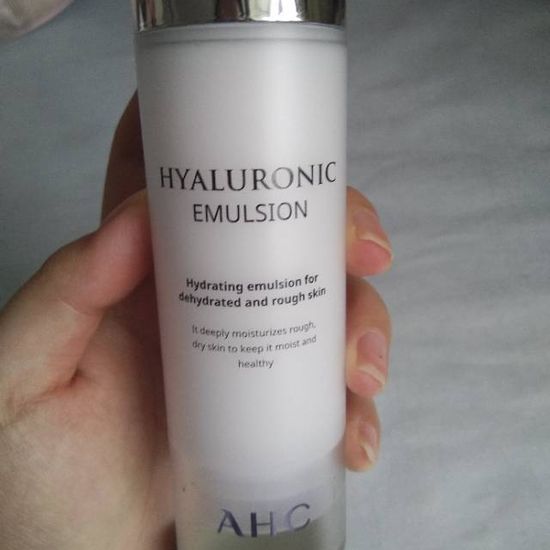 HYALURONIC
EMULSION
Hydrating emulsion for
dehydrated and rough skin
It deeply moisturizes rough,
dry skin to keep it moist and
healthy
AHC